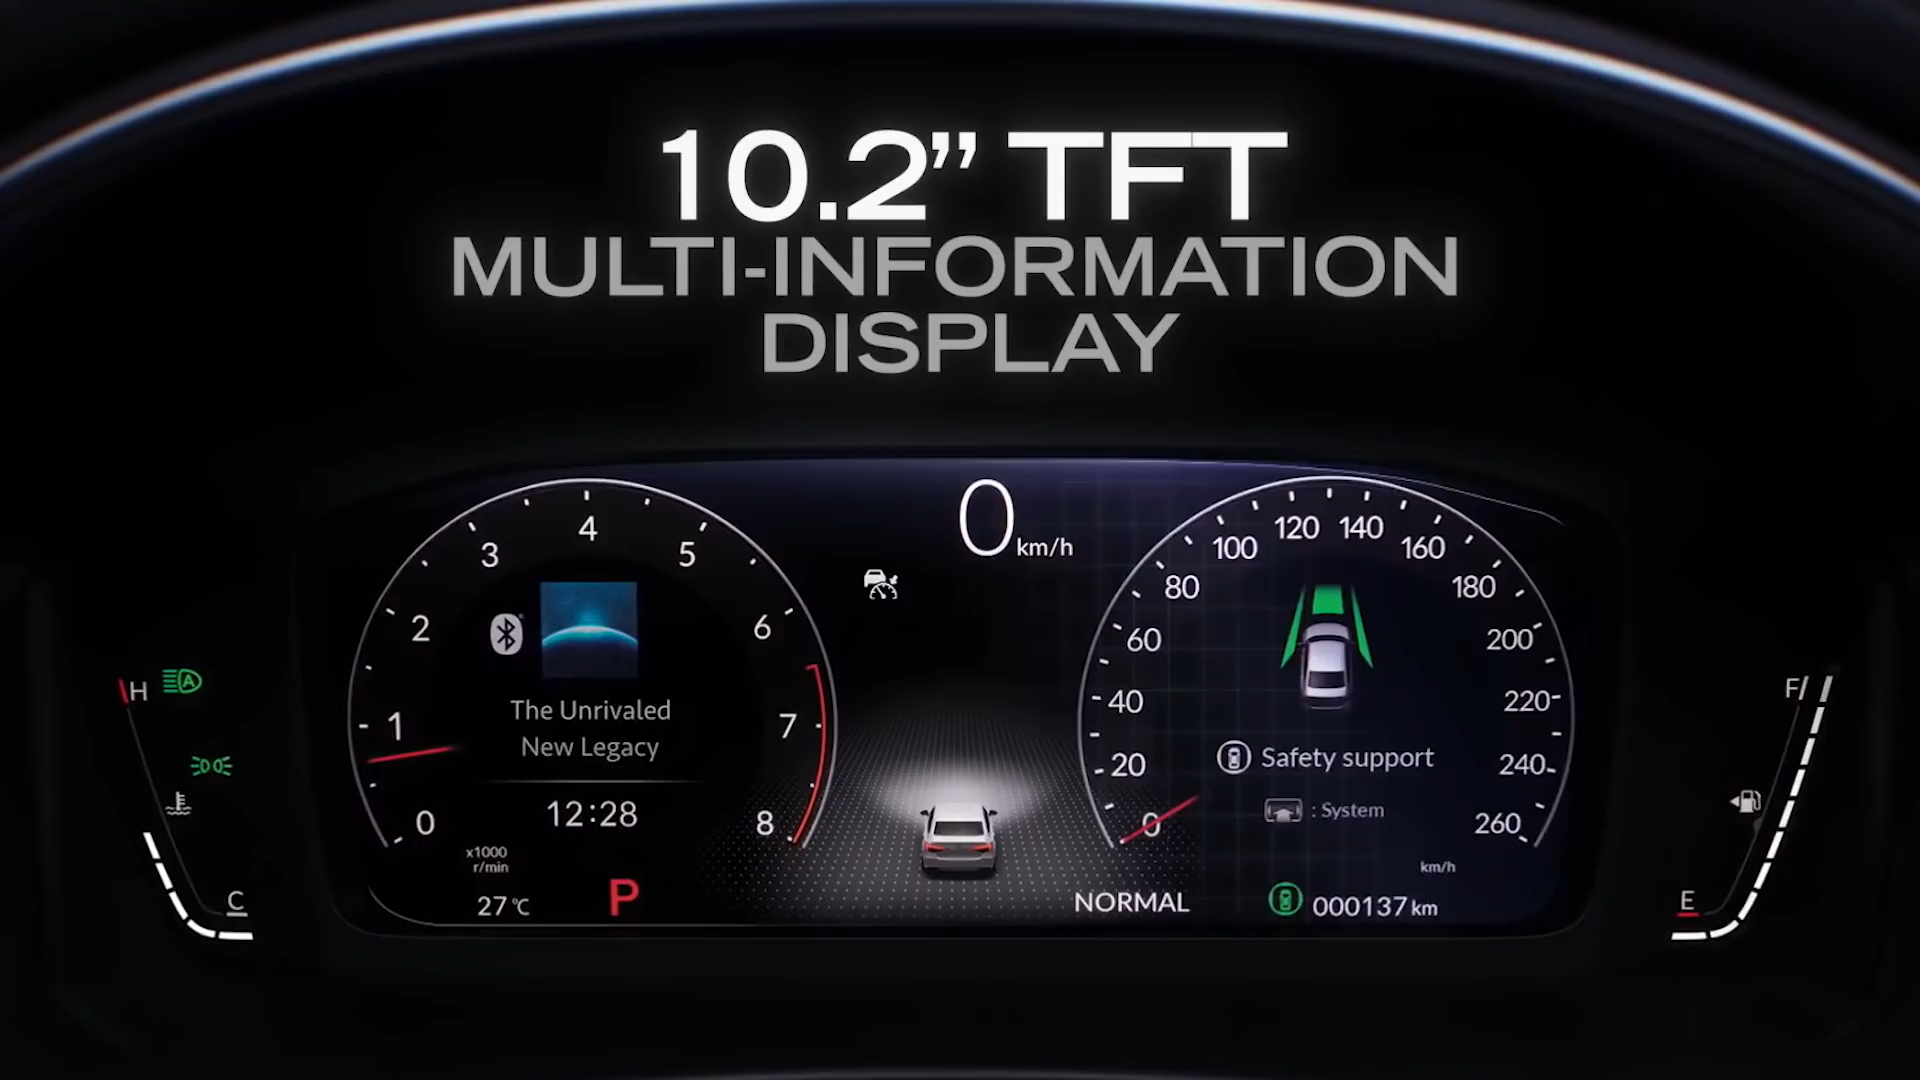 10.2” TFT
MULTI-INFORMATION
DISPLAY
0 km/h
0
1
2
3
4
5
6
7
8
The Unrivaled
New Legacy
12:28
x1000
r/min
27 °C
P
NORMAL
0
20
40
60
80
100
120
140
160
180
200
220
240
260
Safety support
: System
km/h
000137 km
H
A
C
F
E